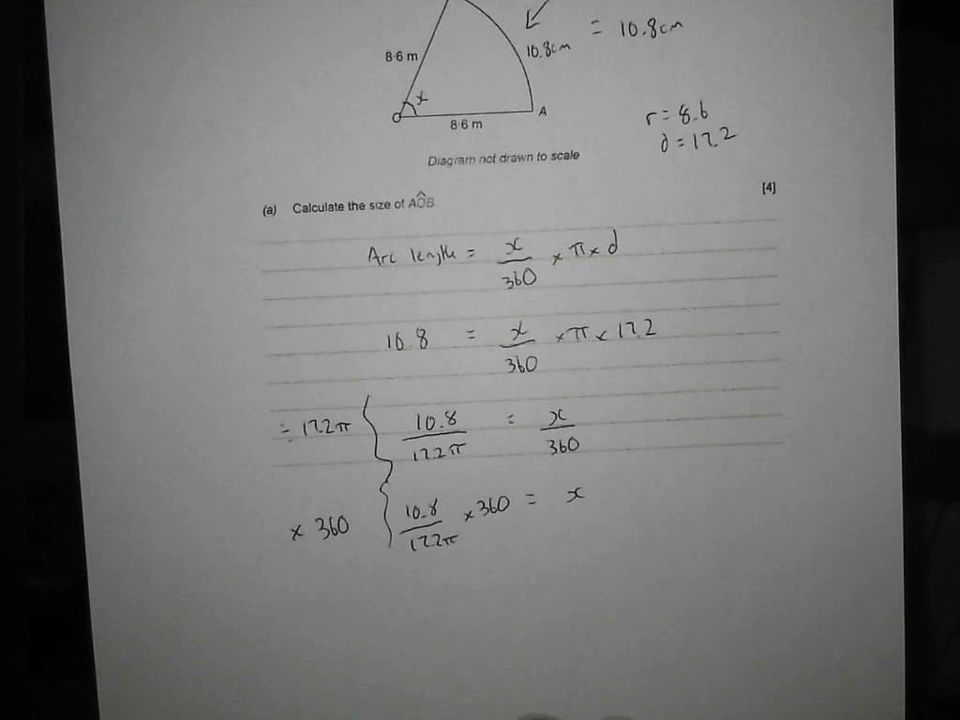 8·6 m
10.8cm
= 10.8cm
x
O
A
8·6 m
r = 8.6
d = 17.2
Diagram not drawn to scale
(a) Calculate the size of AÔB
[4]
Arc length = x/360 × π × d
10.8 = x/360 × π × 17.2
÷ 17.2π 10.8/17.2π = x/360
× 360 10.8/17.2π × 360 = x